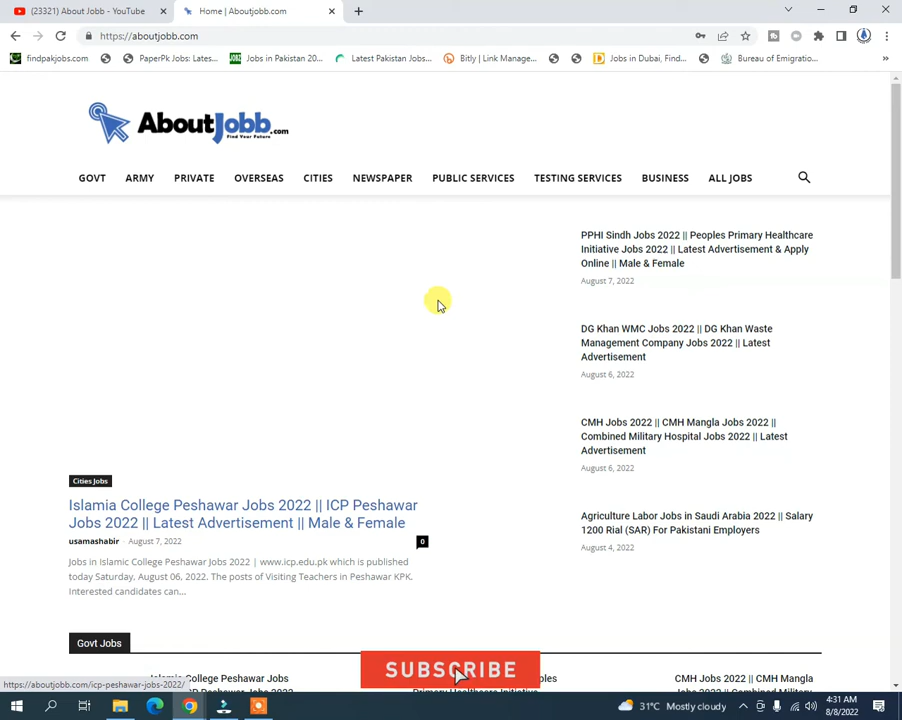 (23321) About Jobb - YouTube
Home | Aboutjobb.com
https://aboutjobb.com
findpakjobs.com
PaperPk Jobs: Lates...
Jobs in Pakistan 20...
Latest Pakistan Jobs...
Bitly | Link Manage...
Jobs in Dubai, Find...
Bureau of Emigratio...
»
AboutJobb.com
Find Your Future
GOVT ARMY PRIVATE OVERSEAS CITIES NEWSPAPER PUBLIC SERVICES TESTING SERVICES BUSINESS ALL JOBS
PPHI Sindh Jobs 2022 || Peoples Primary Healthcare
Initiative Jobs 2022 || Latest Advertisement & Apply
Online || Male & Female
August 7, 2022
DG Khan WMC Jobs 2022 || DG Khan Waste
Management Company Jobs 2022 || Latest
Advertisement
August 6, 2022
CMH Jobs 2022 || CMH Mangla Jobs 2022 ||
Combined Military Hospital Jobs 2022 || Latest
Advertisement
August 6, 2022
Agriculture Labor Jobs in Saudi Arabia 2022 || Salary
1200 Rial (SAR) For Pakistani Employers
August 4, 2022
Cities Jobs
Islamia College Peshawar Jobs 2022 || ICP Peshawar
Jobs 2022 || Latest Advertisement || Male & Female
usamashabir - August 7, 2022
0
Jobs in Islamic College Peshawar Jobs 2022 | www.icp.edu.pk which is published
today Saturday, August 06, 2022. The posts of Visiting Teachers in Peshawar KPK.
Interested candidates can...
Govt Jobs
SUBSCRIBE
College Peshawar Jobs
CMH Jobs 2022 || CMH Mangla
https://aboutjobb.com/icp-peshawar-jobs-2022/
31°C Mostly cloudy
4:31 AM
8/8/2022